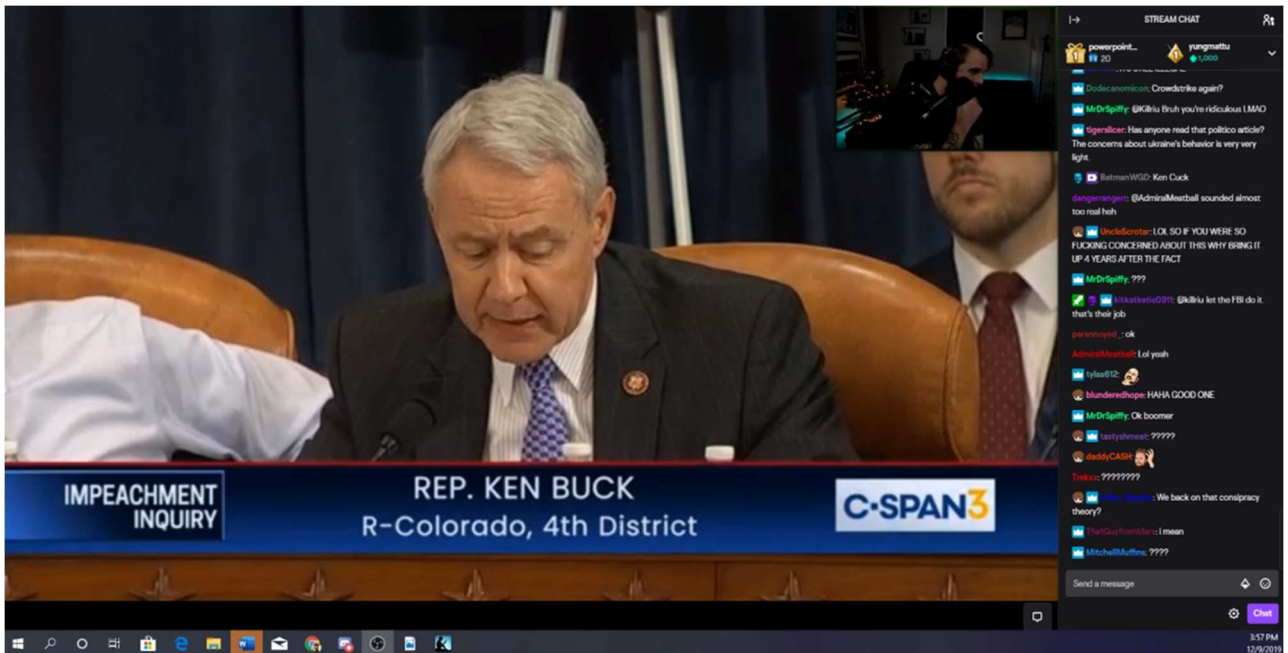 IMPEACHMENT
INQUIRY
REP. KEN BUCK
R-Colorado, 4th District
C-SPAN3
STREAM CHAT
powerpoint_...
20
yungmattu
1,000
Dodecanomicon: Crowdstrike again?
MrDrSpiffy: @Killriu Bruh you're ridiculous LMAO
tigerslicer: Has anyone read that politico article?
The concerns about ukraine's behavior is very very
light.
BatmanWGD: Ken Cuck
dangerrangerr: @AdmiralMeatball sounded almost
too real heh
UncleScrotar: LOL SO IF YOU WERE SO
FUCKING CONCERNED ABOUT THIS WHY BRING IT
UP 4 YEARS AFTER THE FACT
MrDrSpiffy: ???
kitkatkatie0911: @killriu let the FBI do it.
that's their job
parannoyed_: ok
AdmiralMeatball: Lol yeah
tylaa612:
blunderedhope: HAHA GOOD ONE
MrDrSpiffy: Ok boomer
tastyshmeat: ?????
daddyCASH:
Trekxx: ????????
: We back on that consipracy
theory?
ThatGuyfromMars: i mean
MitchellMuffins: ????
Send a message
Chat
3:57 PM
12/9/2019